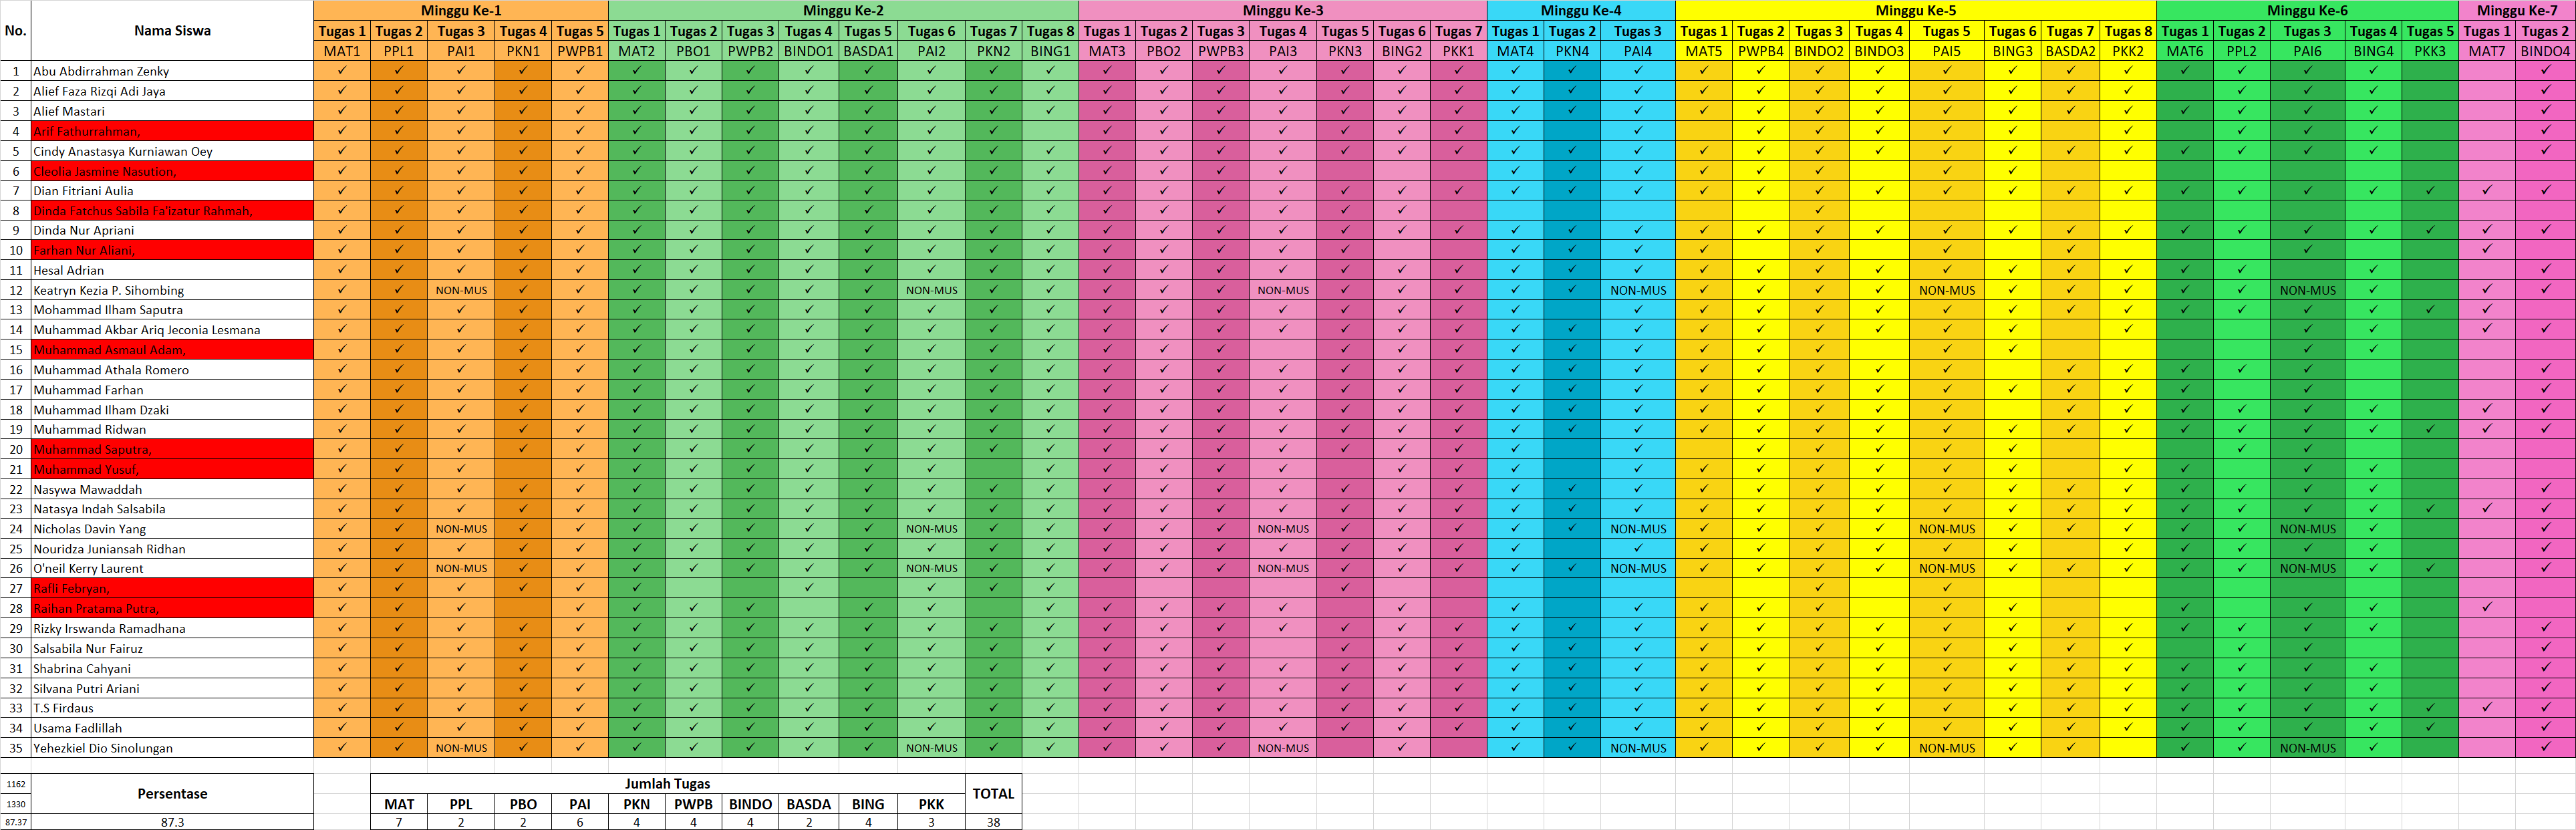 No. Nama Siswa Minggu Ke-1 Minggu Ke-2 Minggu Ke-3 Minggu Ke-4 Minggu Ke-5 Minggu Ke-6 Minggu Ke-7
Tugas 1 Tugas 2 Tugas 3 Tugas 4 Tugas 5 Tugas 1 Tugas 2 Tugas 3 Tugas 4 Tugas 5 Tugas 6 Tugas 7 Tugas 8 Tugas 1 Tugas 2 Tugas 3 Tugas 4 Tugas 5 Tugas 6 Tugas 7 Tugas 1 Tugas 2 Tugas 3 Tugas 1 Tugas 2 Tugas 3 Tugas 4 Tugas 5 Tugas 6 Tugas 7 Tugas 8 Tugas 1 Tugas 2 Tugas 3 Tugas 4 Tugas 5 Tugas 1 Tugas 2
MAT1 PPL1 PAI1 PKN1 PWPB1 MAT2 PBO1 PWPB2 BINDO1 BASDA1 PAI2 PKN2 BING1 MAT3 PBO2 PWPB3 PAI3 PKN3 BING2 PKK1 MAT4 PKN4 PAI4 MAT5 PWPB4 BINDO2 BINDO3 PAI5 BING3 BASDA2 PKK2 MAT6 PPL2 PAI6 BING4 PKK3 MAT7 BINDO4
1 Abu Abdirrahman Zenky
2 Alief Faza Rizqi Adi Jaya
3 Alief Mastari
4 Arif Fathurrahman,
5 Cindy Anastasya Kurniawan Oey
6 Cleolia Jasmine Nasution,
7 Dian Fitriani Aulia
8 Dinda Fatchus Sabila Fa'izatur Rahmah,
9 Dinda Nur Apriani
10 Farhan Nur Aliani,
11 Hesal Adrian
12 Keatryn Kezia P. Sihombing NON-MUS NON-MUS NON-MUS NON-MUS NON-MUS NON-MUS
13 Mohammad Ilham Saputra
14 Muhammad Akbar Ariq Jeconia Lesmana
15 Muhammad Asmaul Adam,
16 Muhammad Athala Romero
17 Muhammad Farhan
18 Muhammad Ilham Dzaki
19 Muhammad Ridwan
20 Muhammad Saputra,
21 Muhammad Yusuf,
22 Nasywa Mawaddah
23 Natasya Indah Salsabila
24 Nicholas Davin Yang NON-MUS NON-MUS NON-MUS NON-MUS NON-MUS NON-MUS
25 Nouridza Juniansah Ridhan
26 O'neil Kerry Laurent NON-MUS NON-MUS NON-MUS NON-MUS NON-MUS NON-MUS
27 Rafli Febryan,
28 Raihan Pratama Putra,
29 Rizky Irswanda Ramadhana
30 Salsabila Nur Fairuz
31 Shabrina Cahyani
32 Silvana Putri Ariani
33 T.S Firdaus
34 Usama Fadlillah
35 Yehezkiel Dio Sinolungan NON-MUS NON-MUS NON-MUS NON-MUS NON-MUS NON-MUS
1162 Persentase Jumlah Tugas TOTAL
1330 MAT PPL PBO PAI PKN PWPB BINDO BASDA BING PKK
87.37 87.3 7 2 2 6 4 4 4 2 4 3 38